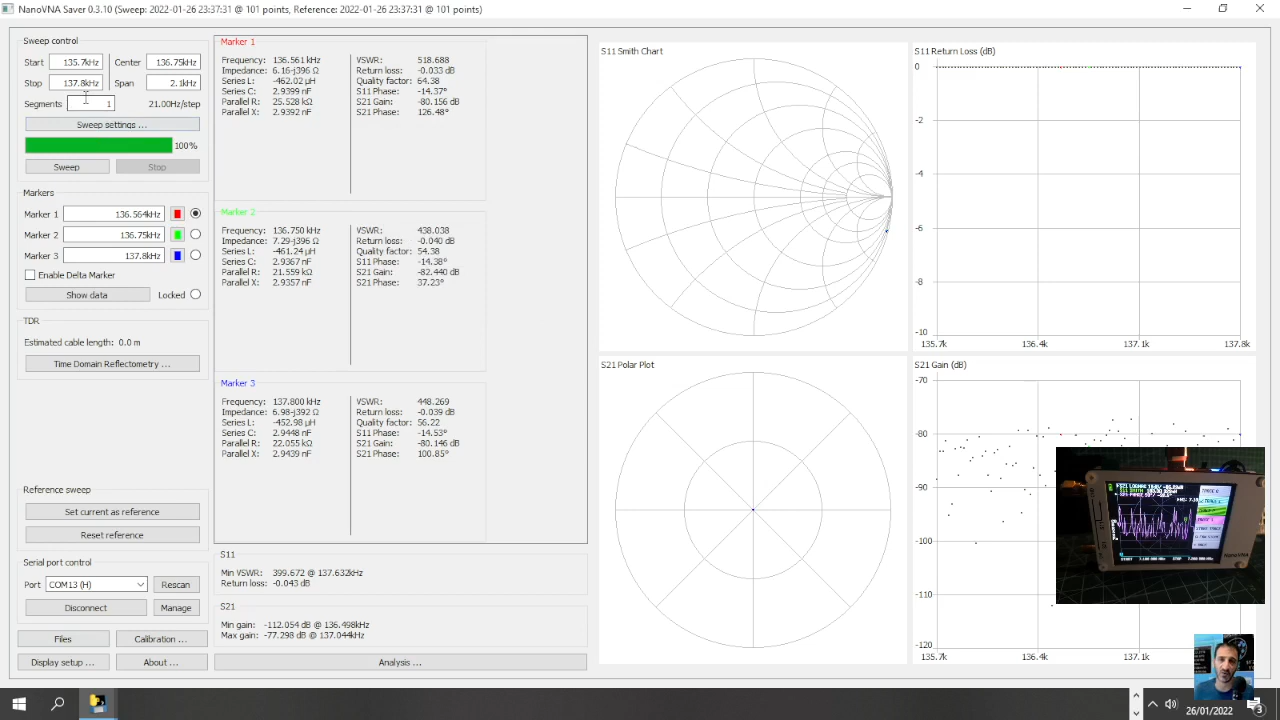 NanoVNA Saver 0.3.10 (Sweep: 2022-01-26 23:37:31 @ 101 points, Reference: 2022-01-26 23:37:31 @ 101 points)
Sweep control
Start 135.7kHz Center 136.75kHz
Stop 137.8kHz Span 2.1kHz
Segments 1 21.00Hz/step
Sweep settings ...
100%
Sweep Stop
Markers
Marker 1 136.564kHz
Marker 2 136.75kHz
Marker 3 137.8kHz
Enable Delta Marker
Show data Locked
TDR
Estimated cable length: 0.0 m
Time Domain Reflectometry ...
Reference sweep
Set current as reference
Reset reference
Serial port control
Port COM13 (H) Rescan
Disconnect Manage
Files Calibration ...
Display setup ... About ...
Marker 1
Frequency: 136.561 kHz VSWR: 518.688
Impedance: 6.16-j396 Ω Return loss: -0.033 dB
Series L: -462.02 µH Quality factor: 64.38
Series C: 2.9399 nF S11 Phase: -14.37°
Parallel R: 25.528 kΩ S21 Gain: -80.156 dB
Parallel X: 2.9392 nF S21 Phase: 126.48°
Marker 2
Frequency: 136.750 kHz VSWR: 438.038
Impedance: 7.29-j396 Ω Return loss: -0.040 dB
Series L: -461.24 µH Quality factor: 54.38
Series C: 2.9367 nF S11 Phase: -14.38°
Parallel R: 21.559 kΩ S21 Gain: -82.440 dB
Parallel X: 2.9357 nF S21 Phase: 37.23°
Marker 3
Frequency: 137.800 kHz VSWR: 448.269
Impedance: 6.98-j392 Ω Return loss: -0.039 dB
Series L: -452.98 µH Quality factor: 56.22
Series C: 2.9448 nF S11 Phase: -14.53°
Parallel R: 22.055 kΩ S21 Gain: -80.146 dB
Parallel X: 2.9439 nF S21 Phase: 100.85°
S11
Min VSWR: 399.672 @ 137.632kHz
Return loss: -0.043 dB
S21
Min gain: -112.054 dB @ 136.498kHz
Max gain: -77.298 dB @ 137.044kHz
Analysis ...
S11 Smith Chart
S11 Return Loss (dB)
0
-2
-4
-6
-8
-10
135.7k 136.4k 137.1k 137.8k
S21 Polar Plot
S21 Gain (dB)
-70
-80
-90
-100
-110
-120
135.7k 136.4k 137.1k 137.8k
NanoVNA
26/01/2022
3